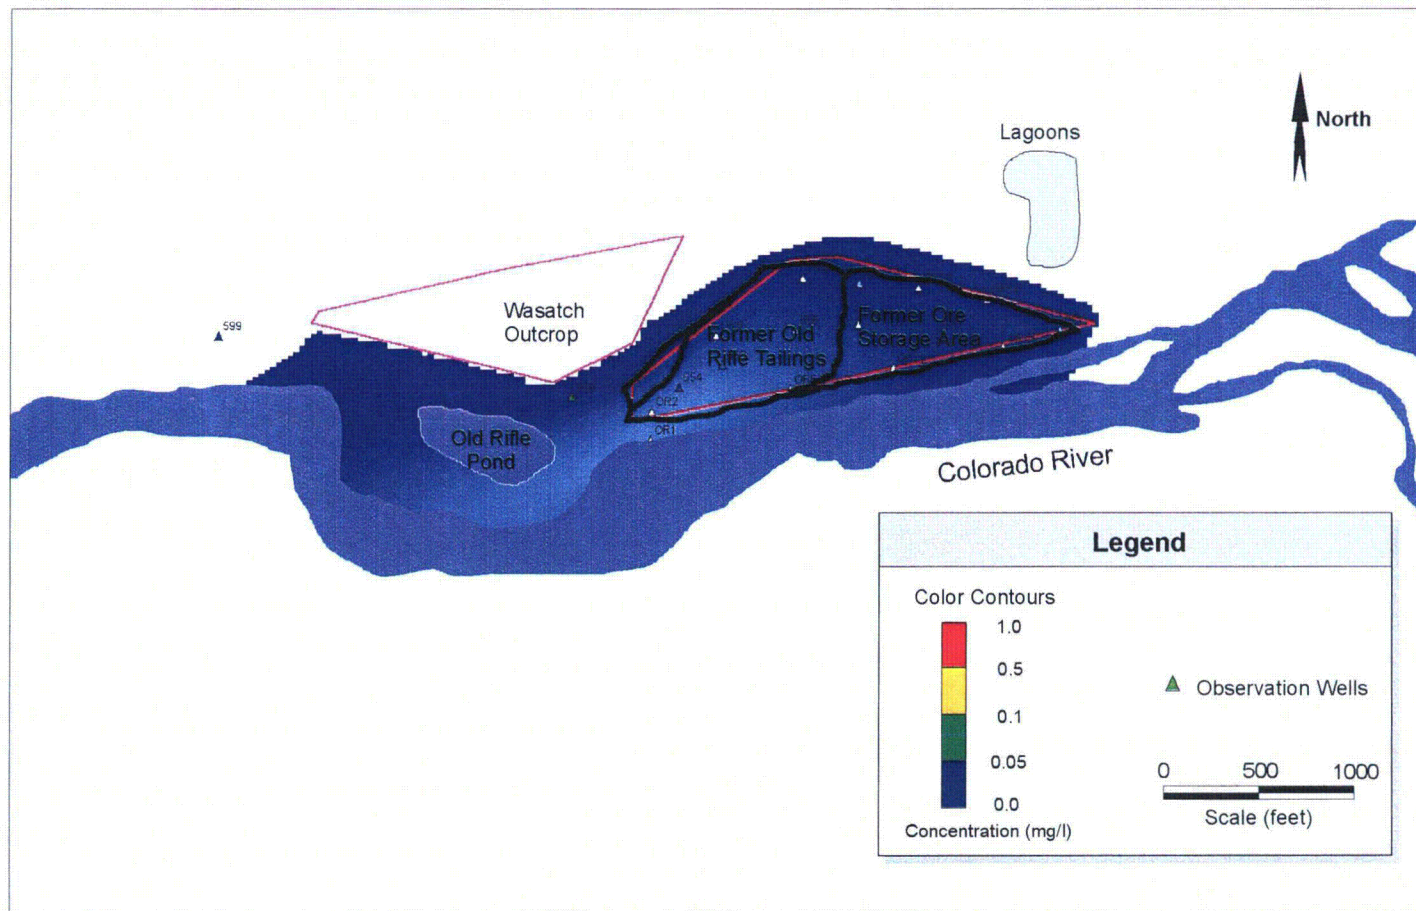 North
Lagoons
Wasatch
Outcrop
599
Former Old
Rifle Tailings
Former Ore
Storage Area
OR2
OR1
Old Rifle
Pond
Colorado River
Legend
Color Contours
1.0
0.5
0.1
0.05
0.0
Concentration (mg/l)
Observation Wells
0 500 1000
Scale (feet)